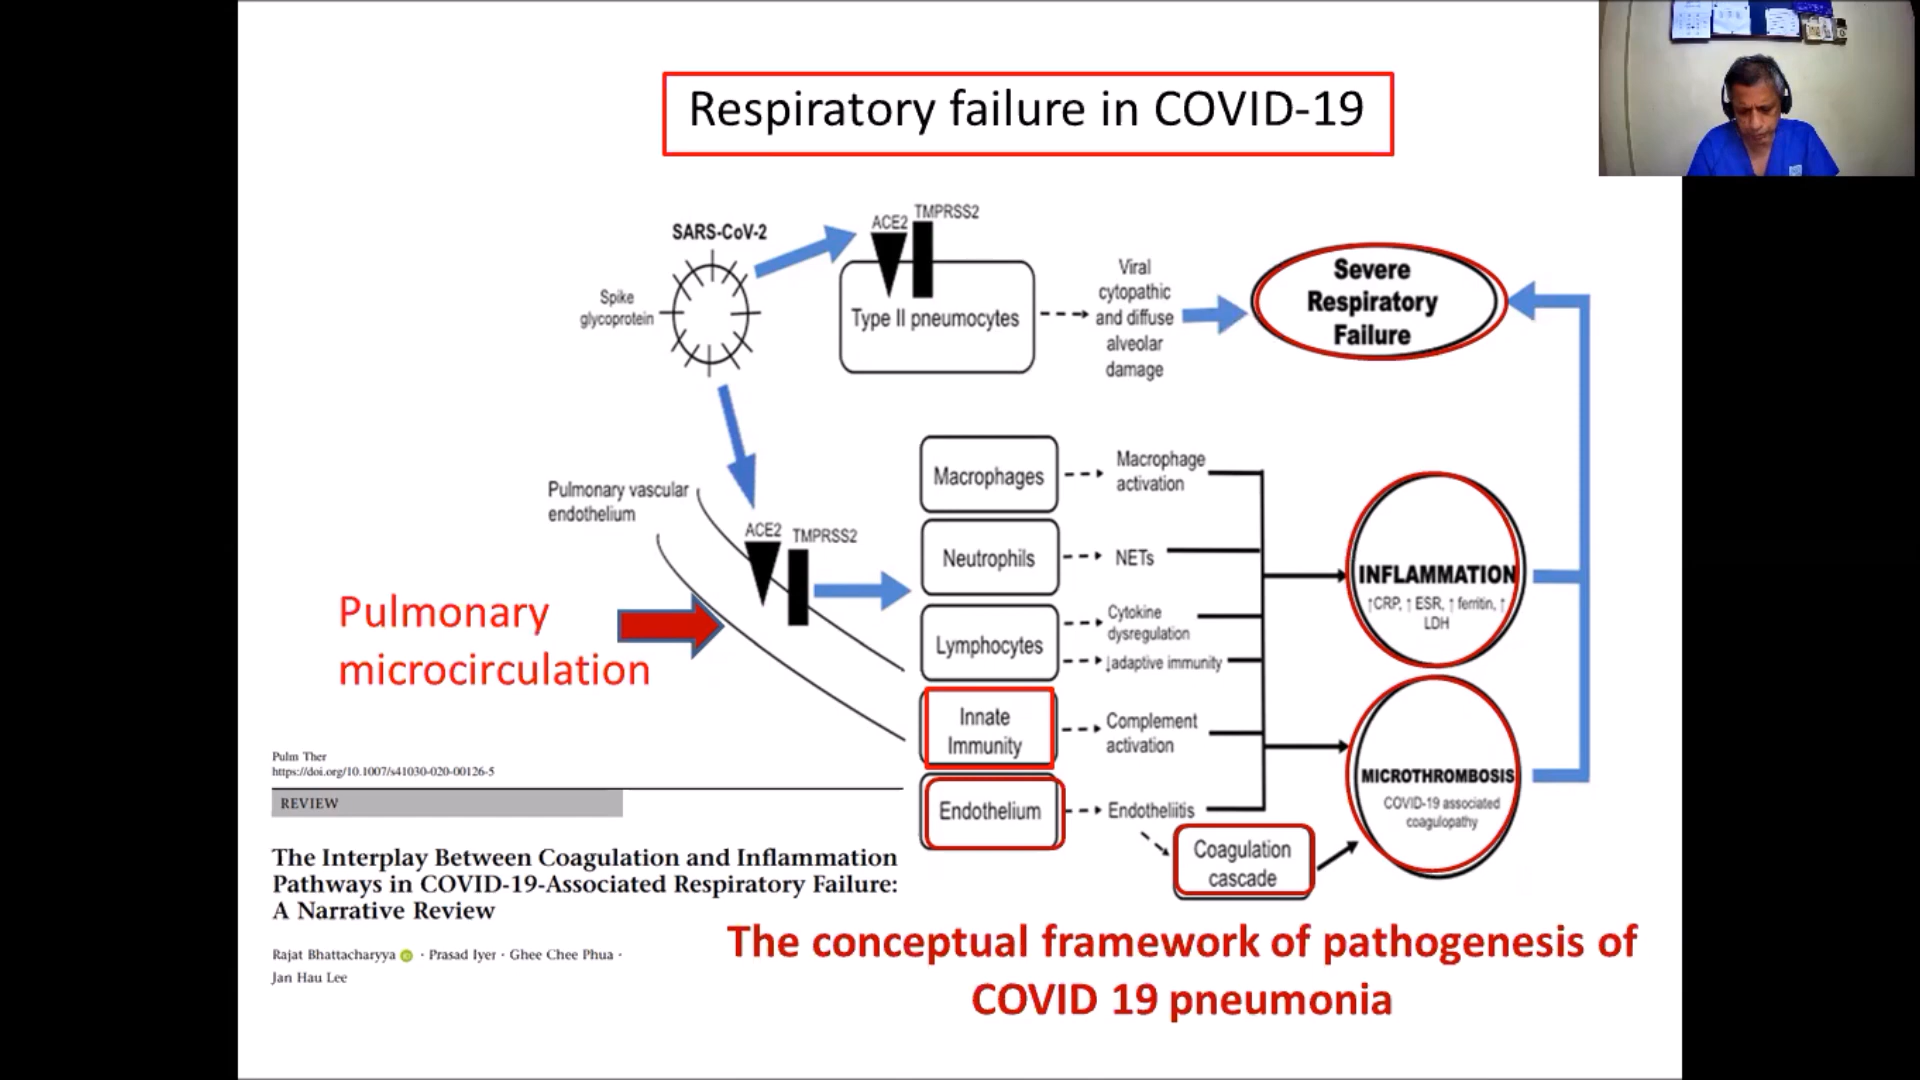 Respiratory failure in COVID-19
SARS-CoV-2
Spike
glycoprotein
ACE2
TMPRSS2
Type II pneumocytes
Viral
cytopathic
and diffuse
alveolar
damage
Severe
Respiratory
Failure
Pulmonary vascular
endothelium
ACE2
TMPRSS2
Pulmonary
microcirculation
Macrophages
Macrophage
activation
Neutrophils
NETs
Lymphocytes
Cytokine
dysregulation
↓adaptive immunity
Innate
Immunity
Complement
activation
Endothelium
Endotheliitis
Coagulation
cascade
INFLAMMATION
↑CRP, ↑ ESR, ↑ ferritin, ↑
LDH
MICROTHROMBOSIS
COVID-19 associated
coagulopathy
Pulm Ther
https://doi.org/10.1007/s41030-020-00126-5
REVIEW
The Interplay Between Coagulation and Inflammation
Pathways in COVID-19-Associated Respiratory Failure:
A Narrative Review
Rajat Bhattacharyya · Prasad Iyer · Ghee Chee Phua ·
Jan Hau Lee
The conceptual framework of pathogenesis of
COVID 19 pneumonia